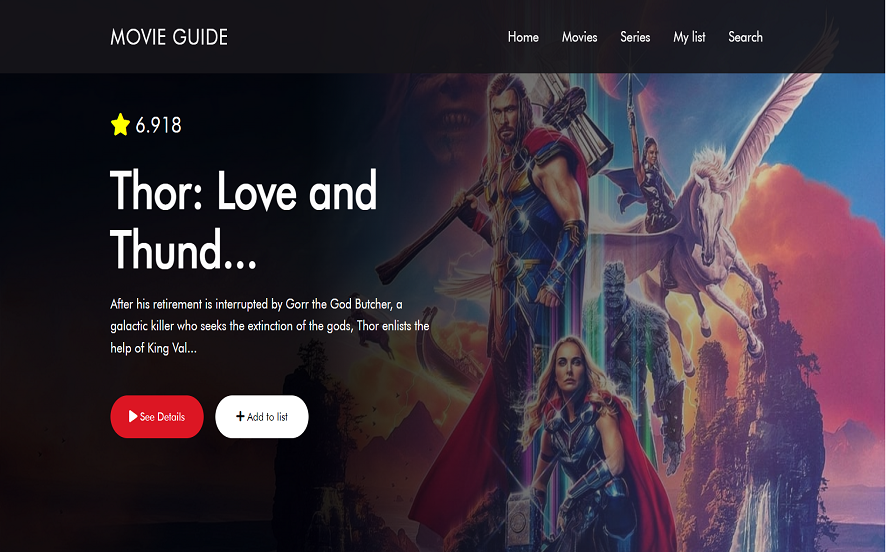 MOVIE GUIDE
Home Movies Series My list Search
6.918
Thor: Love and
Thund...
After his retirement is interrupted by Gorr the God Butcher, a
galactic killer who seeks the extinction of the gods, Thor enlists the
help of King Val...
See Details
Add to list